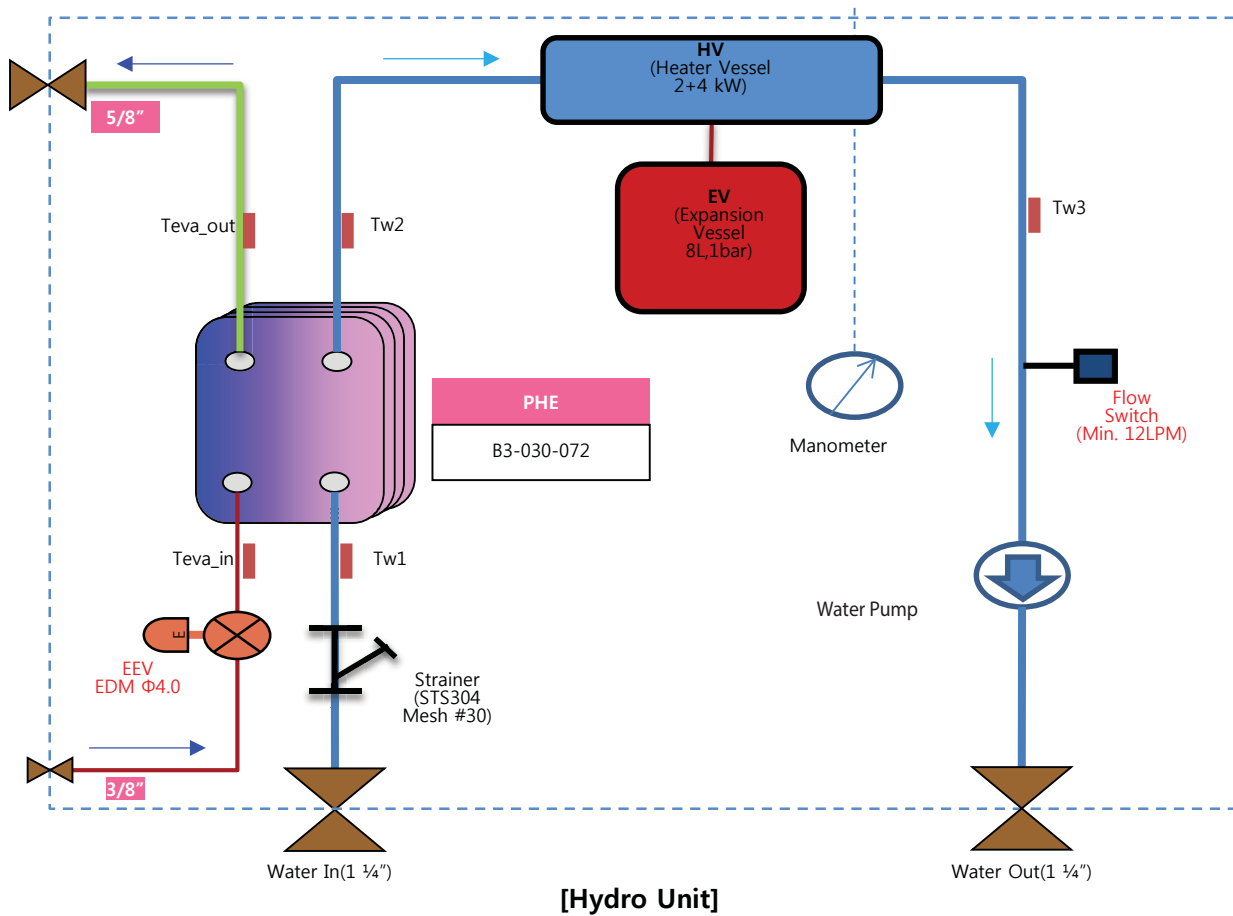 HV
(Heater Vessel
2+4 kW)
5/8”
EV
(Expansion
Vessel
8L,1bar)
Teva_out
Tw2
Tw3
PHE
B3-030-072
Manometer
Flow
Switch
(Min. 12LPM)
Teva_in
Tw1
Water Pump
E
EEV
EDM Φ4.0
Strainer
(STS304
Mesh #30)
3/8”
Water In(1 ¼”)
Water Out(1 ¼”)
[Hydro Unit]